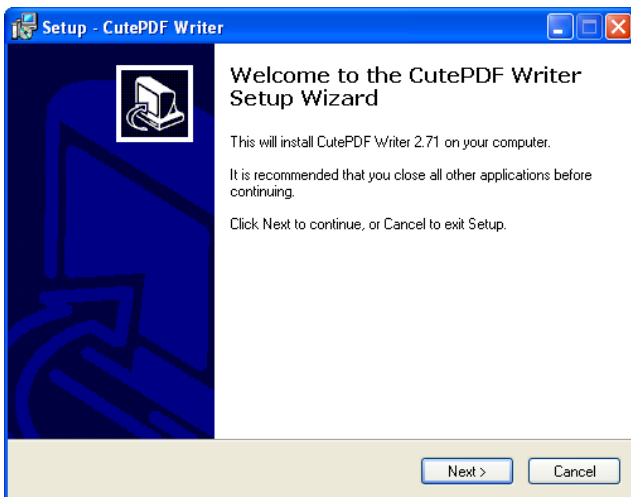 Setup - CutePDF Writer
Welcome to the CutePDF Writer
Setup Wizard
This will install CutePDF Writer 2.71 on your computer.
It is recommended that you close all other applications before
continuing.
Click Next to continue, or Cancel to exit Setup.
Next >
Cancel